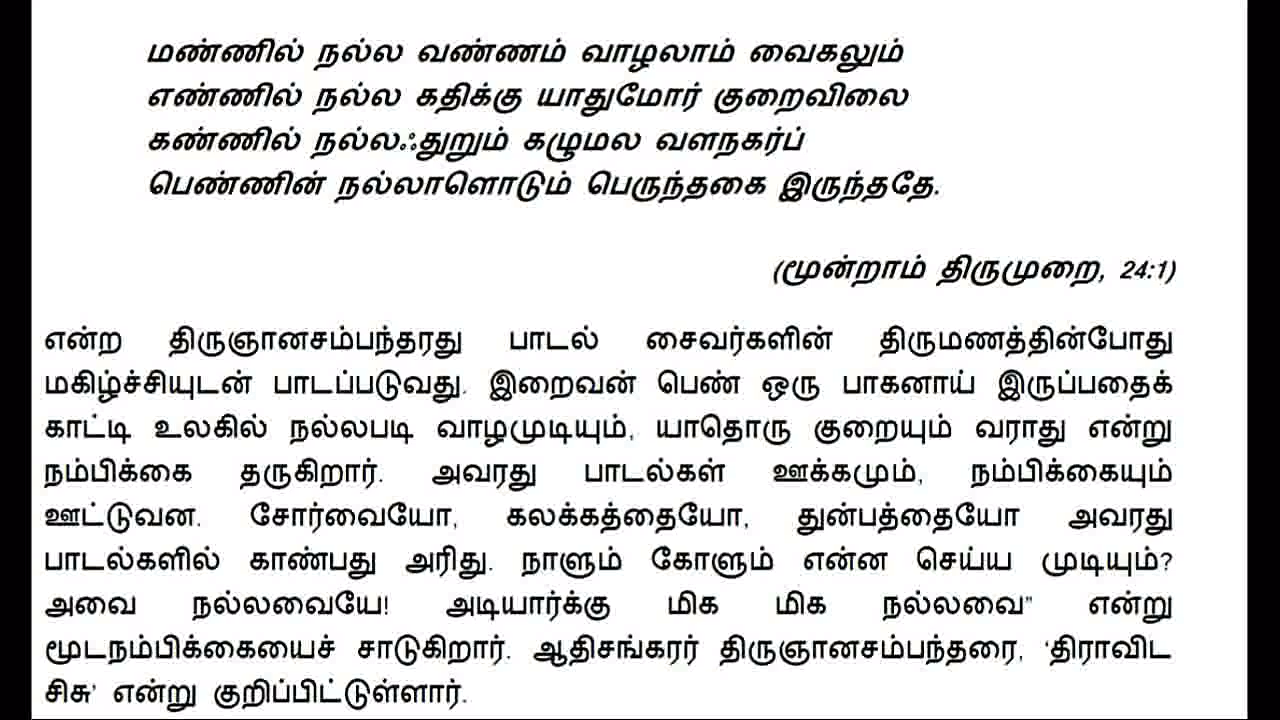 மண்ணில் நல்ல வண்ணம் வாழலாம் வைகலும்
எண்ணில் நல்ல கதிக்கு யாதுமோர் குறைவிலை
கண்ணில் நல்லஃதுறும் கழுமல வளநகர்ப்
பெண்ணின் நல்லாளொடும் பெருந்தகை இருந்ததே.
(மூன்றாம் திருமுறை, 24:1)
என்ற திருஞானசம்பந்தரது பாடல் சைவர்களின் திருமணத்தின்போது
மகிழ்ச்சியுடன் பாடப்படுவது. இறைவன் பெண் ஒரு பாகனாய் இருப்பதைக்
காட்டி உலகில் நல்லபடி வாழமுடியும், யாதொரு குறையும் வராது என்று
நம்பிக்கை தருகிறார். அவரது பாடல்கள் ஊக்கமும், நம்பிக்கையும்
ஊட்டுவன. சோர்வையோ, கலக்கத்தையோ, துன்பத்தையோ அவரது
பாடல்களில் காண்பது அரிது. நாளும் கோளும் என்ன செய்ய முடியும்?
அவை நல்லவையே! அடியார்க்கு மிக மிக நல்லவை” என்று
மூடநம்பிக்கையைச் சாடுகிறார். ஆதிசங்கரர் திருஞானசம்பந்தரை, 'திராவிட
சிசு' என்று குறிப்பிட்டுள்ளார்.